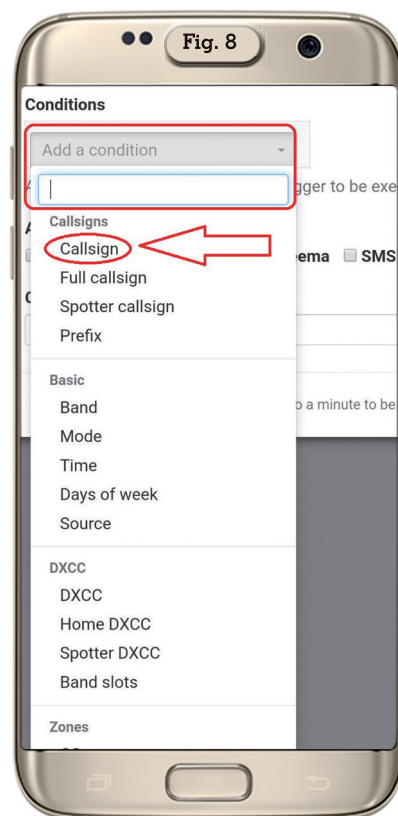 Fig. 8
Conditions
Add a condition
gger to be exe
Callsigns
Callsign
ema SMS
Full callsign
Spotter callsign
Prefix
Basic
Band
o a minute to be
Mode
Time
Days of week
Source
DXCC
DXCC
Home DXCC
Spotter DXCC
Band slots
Zones